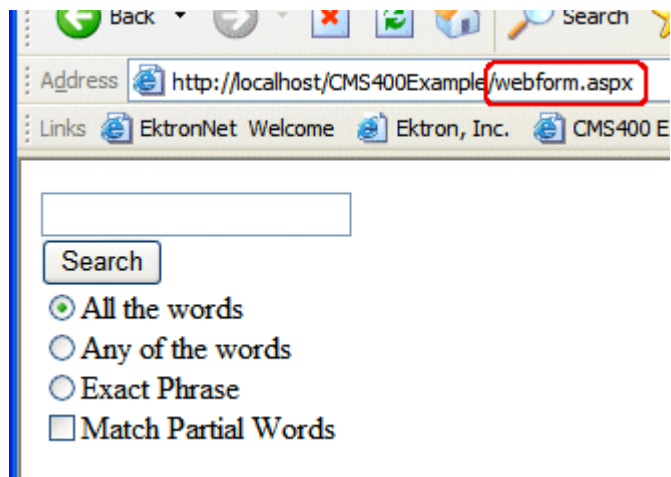 Back Search
Address http://localhost/CMS400Example/webform.aspx
Links EktronNet Welcome Ektron, Inc. CMS400 E
Search
All the words
Any of the words
Exact Phrase
Match Partial Words